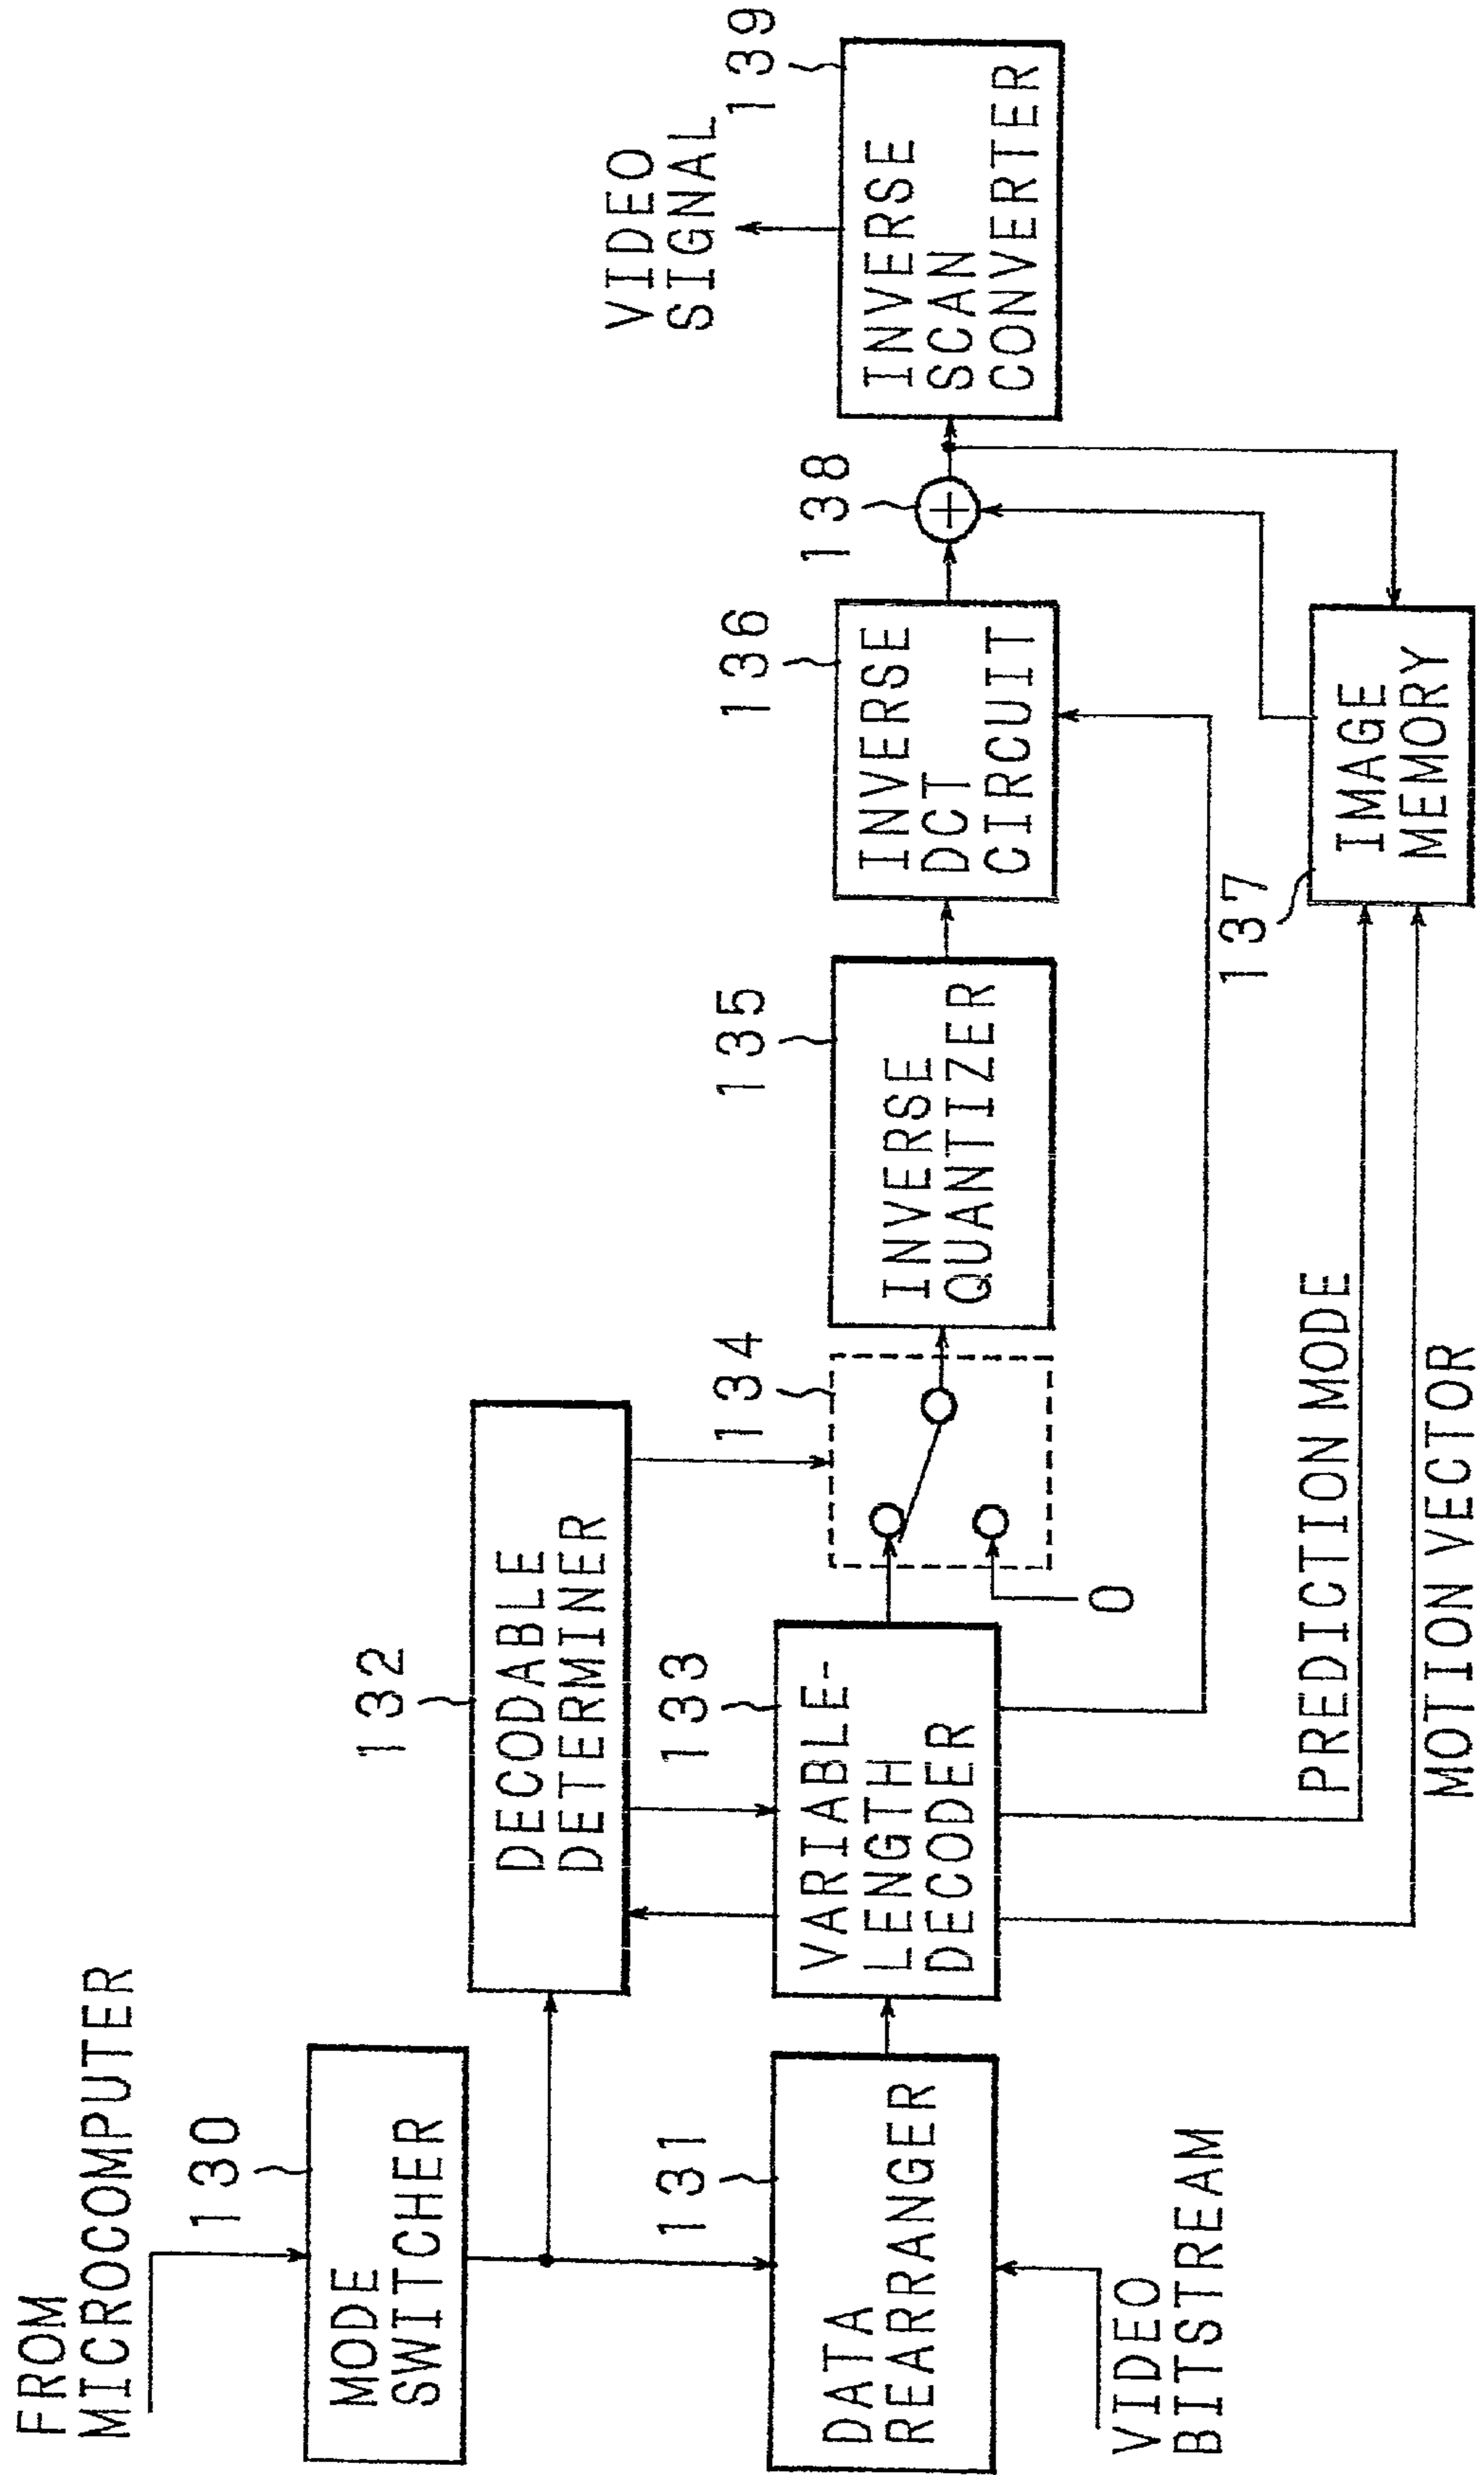 FROM
MICROCOMPUTER
130
MODE
SWITCHER
132
DECODABLE
DETERMINER
131
DATA
REARRANGER
VIDEO
BITSTREAM
133
VARIABLE-
LENGTH
DECODER
134
0
135
INVERSE
QUANTIZER
136
INVERSE
DCT
CIRCUIT
138
VIDEO
SIGNAL
139
INVERSE
SCAN
CONVERTER
137
IMAGE
MEMORY
PREDICTION MODE
MOTION VECTOR